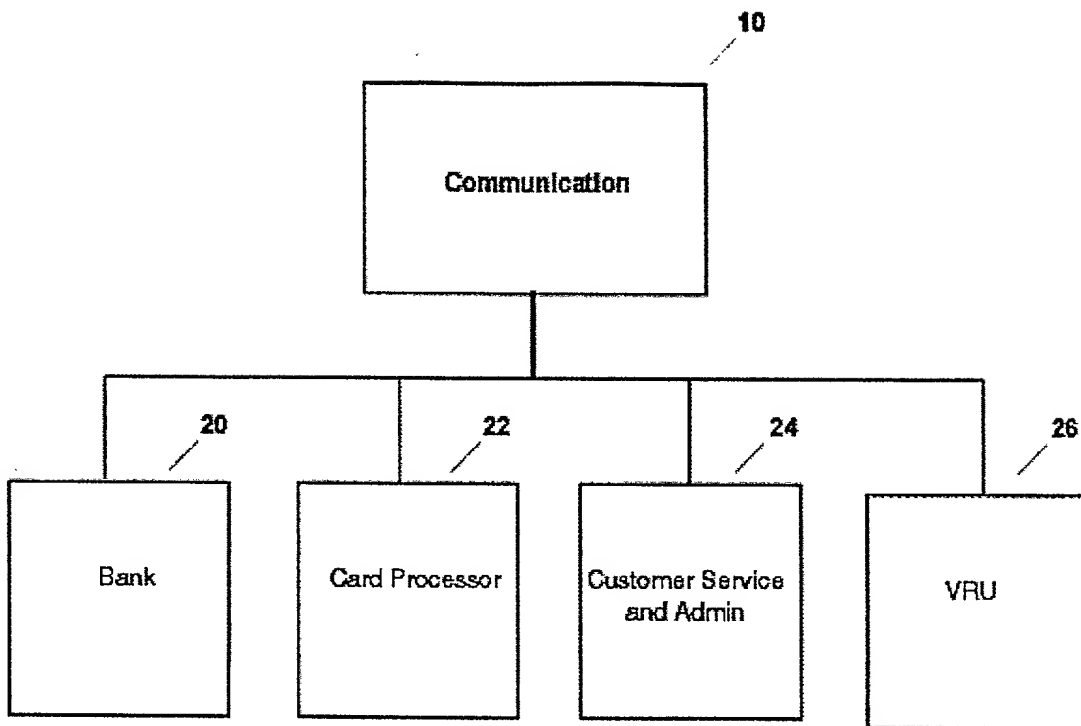 10
Communication
20
22
24
26
Bank
Card Processor
Customer Service
and Admin
VRU